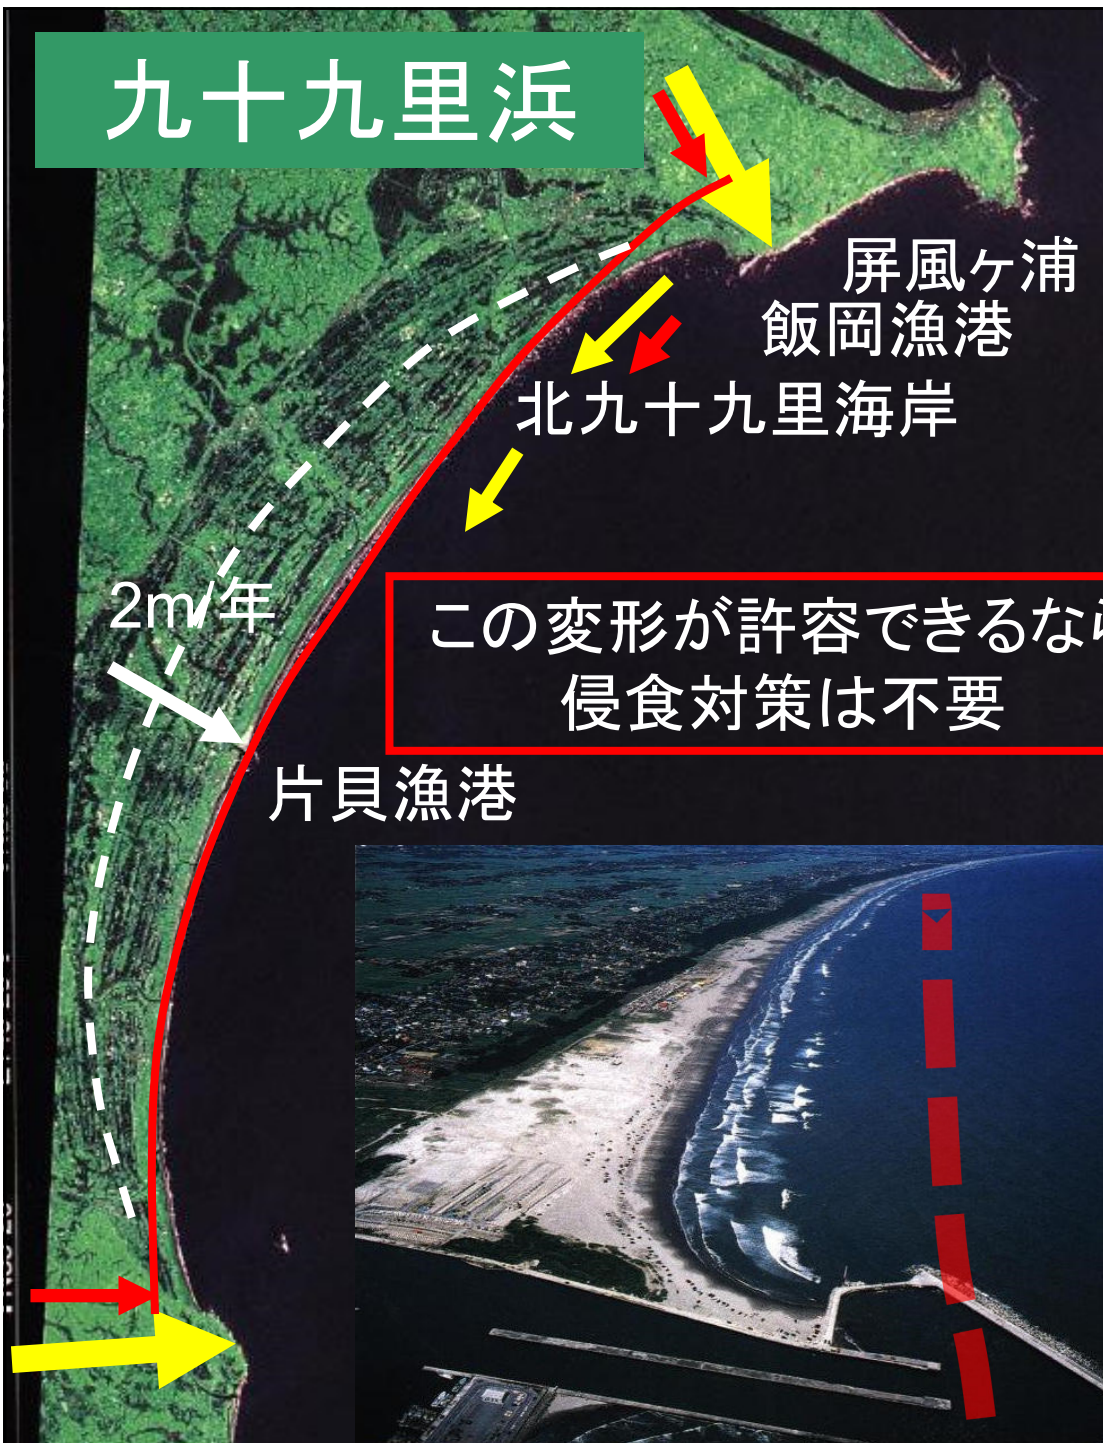 九十九里浜
屏風ヶ浦
飯岡漁港
北九十九里海岸
2m/年
この変形が許容できるなら
侵食対策は不要
片貝漁港